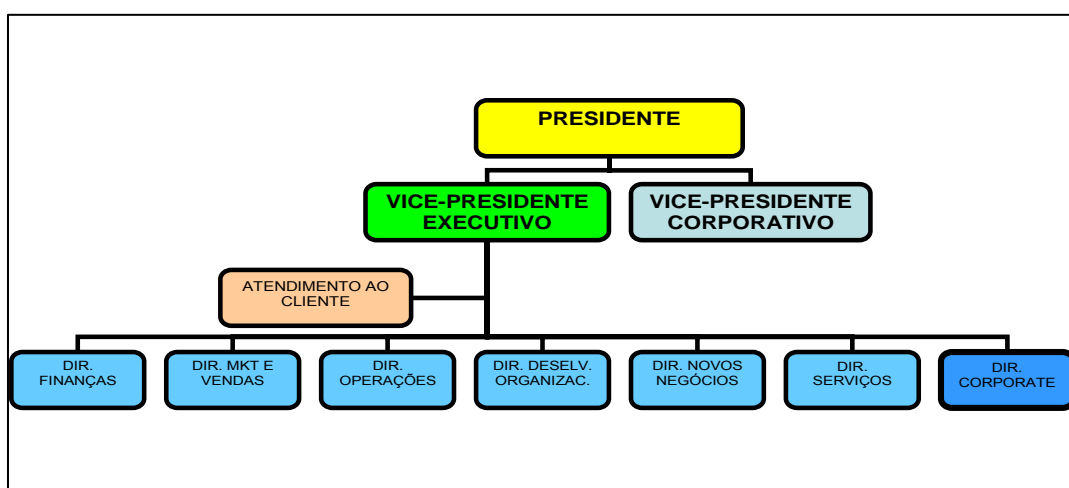 PRESIDENTE
VICE-PRESIDENTE
EXECUTIVO
VICE-PRESIDENTE
CORPORATIVO
ATENDIMENTO AO
CLIENTE
DIR.
FINANÇAS
DIR. MKT E
VENDAS
DIR.
OPERAÇÕES
DIR. DESELV.
ORGANIZAC.
DIR. NOVOS
NEGÓCIOS
DIR.
SERVIÇOS
DIR.
CORPORATE